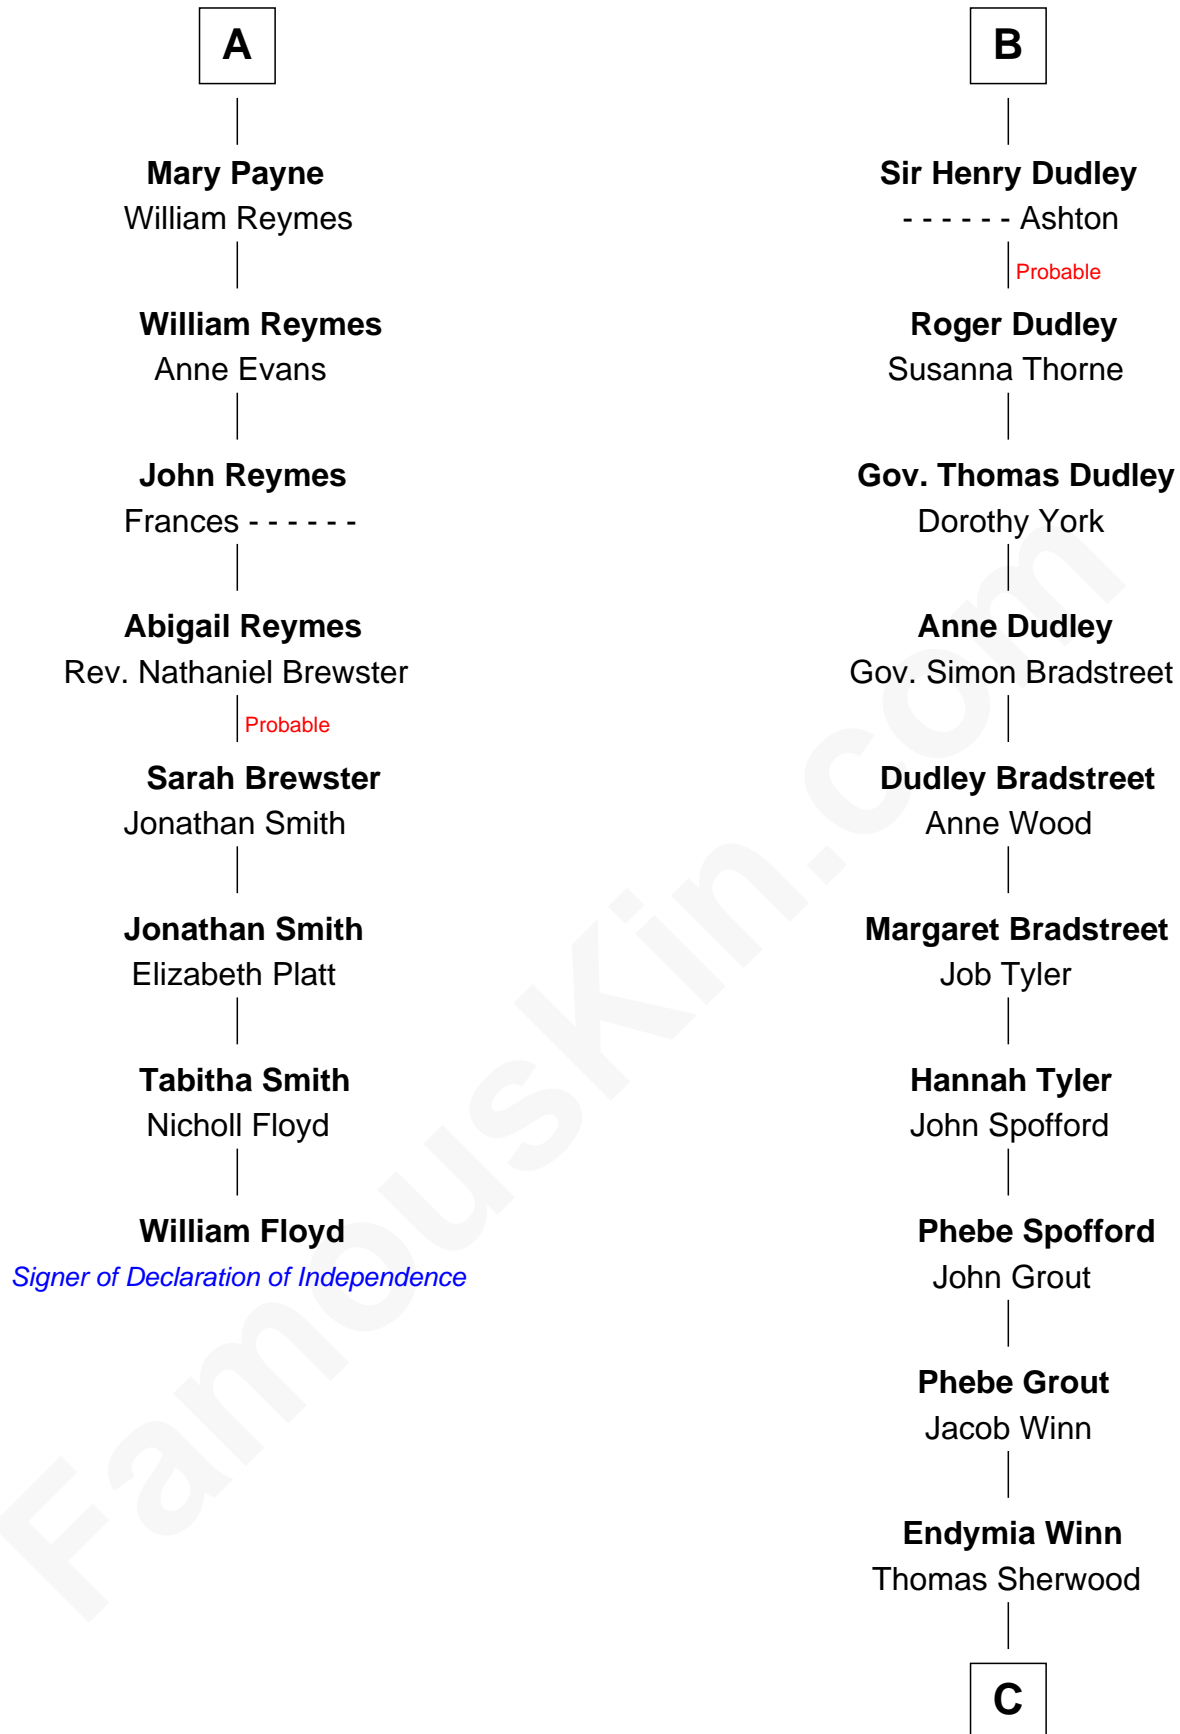 A
Mary Payne
William Reymes
William Reymes
Anne Evans
John Reymes
Frances - - - - - -
Abigail Reymes
Rev. Nathaniel Brewster
Probable
Sarah Brewster
Jonathan Smith
Jonathan Smith
Elizabeth Platt
Tabitha Smith
Nicholl Floyd
William Floyd
Signer of Declaration of Independence
B
Sir Henry Dudley
- - - - - - Ashton
Probable
Roger Dudley
Susanna Thorne
Gov. Thomas Dudley
Dorothy York
Anne Dudley
Gov. Simon Bradstreet
Dudley Bradstreet
Anne Wood
Margaret Bradstreet
Job Tyler
Hannah Tyler
John Spofford
Phebe Spofford
John Grout
Phebe Grout
Jacob Winn
Endymia Winn
Thomas Sherwood
C
FamousKin.com